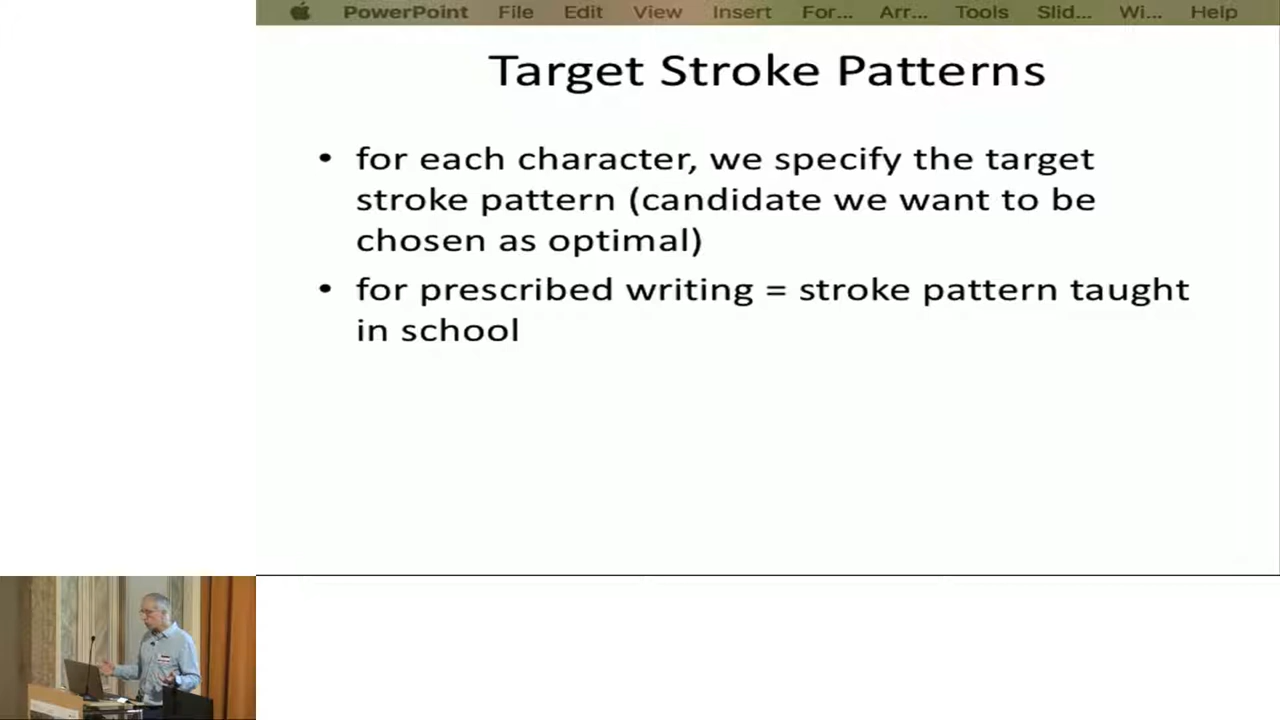 PowerPoint File Edit View Insert For... Arr... Tools Slid... Wi... Help
Target Stroke Patterns
• for each character, we specify the target
stroke pattern (candidate we want to be
chosen as optimal)
• for prescribed writing = stroke pattern taught
in school